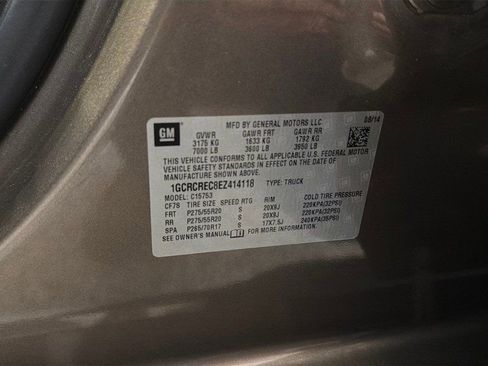 GM
MFD BY GENERAL MOTORS LLC
08/14
GVWR GAWR FRT GAWR RR
3175 KG 1633 KG 1792 KG
7000 LB 3600 LB 3950 LB
THIS VEHICLE CONFORMS TO ALL APPLICABLE U.S. FEDERAL MOTOR
VEHICLE SAFETY STANDARDS IN EFFECT ON THE DATE OF
MANUFACTURE SHOWN ABOVE.
1GCRCREC8EZ414118 TYPE: TRUCK
MODEL: C15753
CF7S TIRE SIZE SPEED RTG RIM COLD TIRE PRESSURE
FRT P275/55R20 S 20X9J 220KPA(32PSI)
RR P275/55R20 S 20X9J 220KPA(32PSI)
SPA P265/70R17 S 17X7.5J 240KPA(35PSI)
SEE OWNER'S MANUAL FOR MORE INFORMATION.